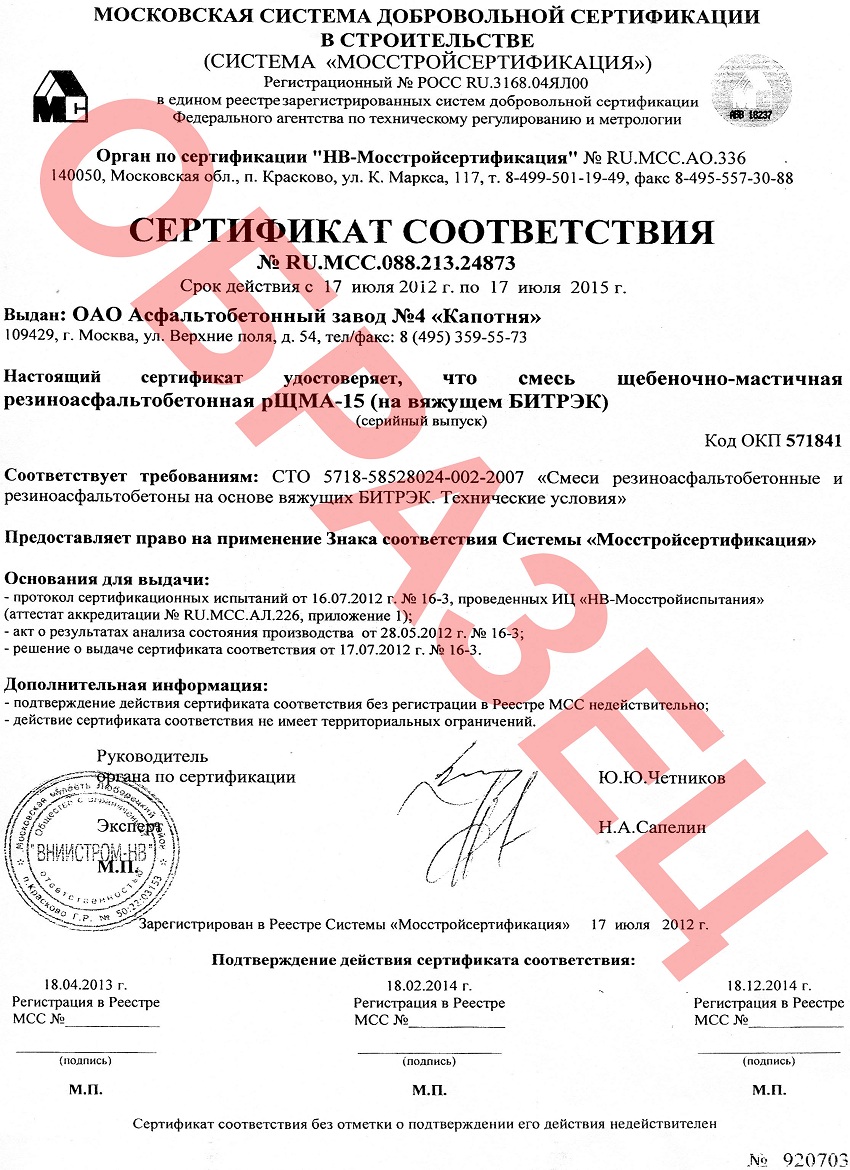 МОСКОВСКАЯ СИСТЕМА ДОБРОВОЛЬНОЙ СЕРТИФИКАЦИИ
В СТРОИТЕЛЬСТВЕ
(СИСТЕМА «МОССТРОЙСЕРТИФИКАЦИЯ»)
Регистрационный № РОСС RU.3168.04ЯЛ00
в едином реестре зарегистрированных систем добровольной сертификации
Федерального агентства по техническому регулированию и метрологии
МС
АБВ 18237
Орган по сертификации "НВ-Мосстройсертификация" № RU.МСС.АО.336
140050, Московская обл., п. Красково, ул. К. Маркса, 117, т. 8-499-501-19-49, факс 8-495-557-30-88
СЕРТИФИКАТ СООТВЕТСТВИЯ
№ RU.МСС.088.213.24873
Срок действия с 17 июля 2012 г. по 17 июля 2015 г.
Выдан: ОАО Асфальтобетонный завод №4 «Капотня»
109429, г. Москва, ул. Верхние поля, д. 54, тел/факс: 8 (495) 359-55-73
Настоящий сертификат удостоверяет, что смесь щебеночно-мастичная
резиноасфальтобетонная рЩМА-15 (на вяжущем БИТРЭК)
(серийный выпуск)
Код ОКП 571841
Соответствует требованиям: СТО 5718-58528024-002-2007 «Смеси резиноасфальтобетонные и
резиноасфальтобетоны на основе вяжущих БИТРЭК. Технические условия»
Предоставляет право на применение Знака соответствия Системы «Мосстройсертификация»
Основания для выдачи:
- протокол сертификационных испытаний от 16.07.2012 г. № 16-3, проведенных ИЦ «НВ-Мосстройиспытания»
(аттестат аккредитации № RU.МСС.АЛ.226, приложение 1);
- акт о результатах анализа состояния производства от 28.05.2012 г. № 16-3;
- решение о выдаче сертификата соответствия от 17.07.2012 г. № 16-3.
Дополнительная информация:
- подтверждение действия сертификата соответствия без регистрации в Реестре МСС недействительно;
- действие сертификата соответствия не имеет территориальных ограничений.
Руководитель
органа по сертификации Ю.Ю.Четников
Эксперт Н.А.Сапелин
М.П.
Московская область Люберецкий район
п.Красково Г.Р. № 50:22:03153
Общество с ограниченной
ответственностью
"ВНИИСТРОМ-НВ"
Зарегистрирован в Реестре Системы «Мосстройсертификация» 17 июля 2012 г.
Подтверждение действия сертификата соответствия:
18.04.2013 г. 18.02.2014 г. 18.12.2014 г.
Регистрация в Реестре Регистрация в Реестре Регистрация в Реестре
МСС №____________ МСС №____________ МСС №____________
(подпись) (подпись) (подпись)
М.П. М.П. М.П.
Сертификат соответствия без отметки о подтверждении его действия недействителен
№ 920703
ОБРАЗЕЦ